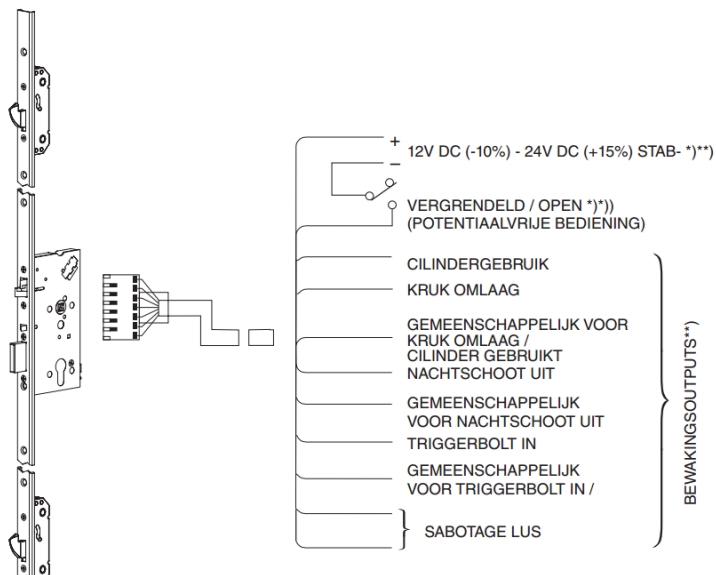 +
12V DC (-10%) - 24V DC (+15%) STAB- *)**)
–
VERGRENDELD / OPEN *)*))
(POTENTIAALVRIJE BEDIENING)
CILINDERGEBRUIK
KRUK OMLAAG
GEMEENSCHAPPELIJK VOOR
KRUK OMLAAG /
CILINDER GEBRUIKT
NACHTSCHOOT UIT
GEMEENSCHAPPELIJK
VOOR NACHTSCHOOT UIT
TRIGGERBOLT IN
GEMEENSCHAPPELIJK
VOOR TRIGGERBOLT IN /
SABOTAGE LUS
BEWAKINGSOUTPUTS**)